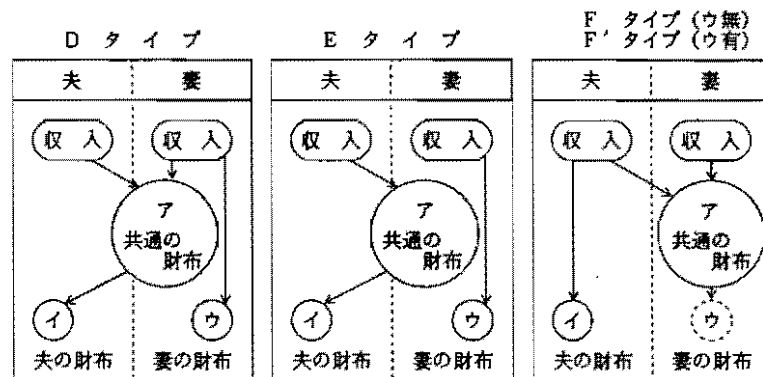 Dタイプ
夫 妻
収入 収入
ア
共通の
財布
イ ウ
夫の財布 妻の財布
Eタイプ
夫 妻
収入 収入
ア
共通の
財布
イ ウ
夫の財布 妻の財布
F タイプ(ウ無)
F' タイプ(ウ有)
夫 妻
収入 収入
ア
共通の
財布
イ ウ
夫の財布 妻の財布